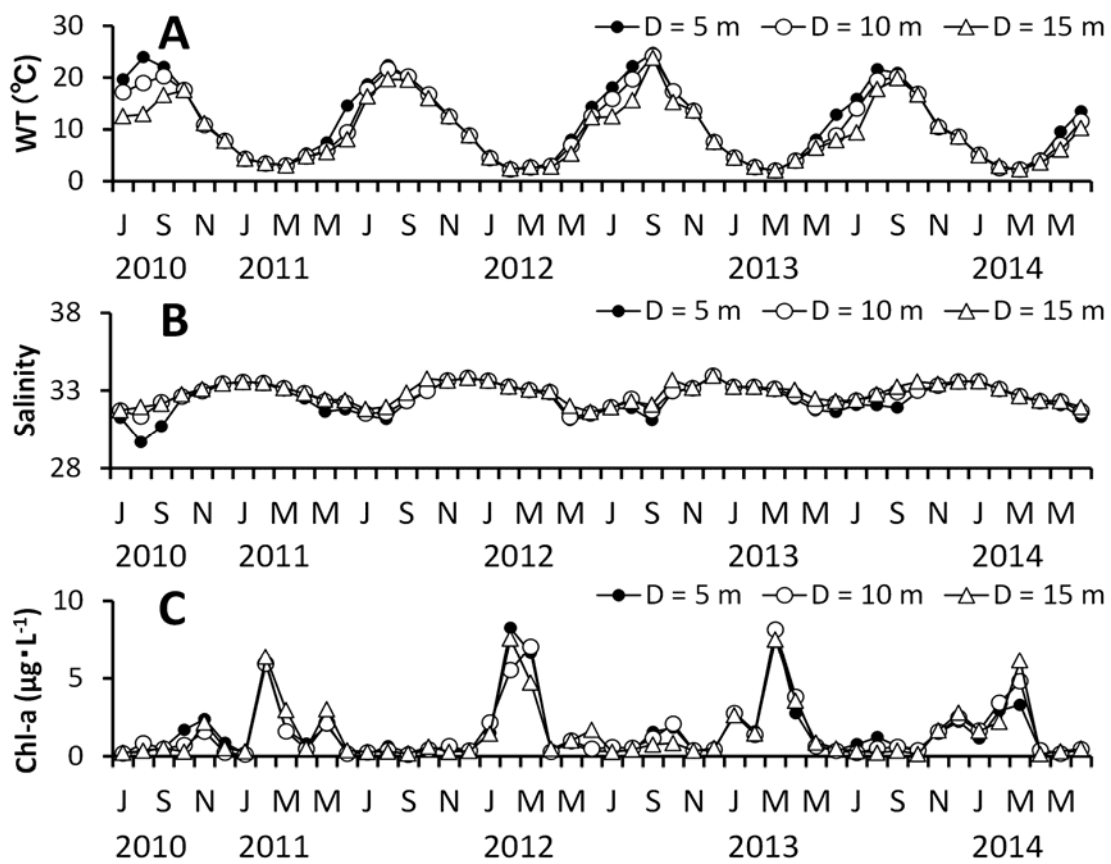 A
D = 5 m D = 10 m D = 15 m
30
20
10
0
WT (℃)
J S N J M M J S N J M M J S N J M M J S N J M M
2010 2011 2012 2013 2014
B
D = 5 m D = 10 m D = 15 m
38
33
28
Salinity
J S N J M M J S N J M M J S N J M M J S N J M M
2010 2011 2012 2013 2014
C
D = 5 m D = 10 m D = 15 m
10
5
0
Chl-a (µg・L⁻¹)
J S N J M M J S N J M M J S N J M M J S N J M M
2010 2011 2012 2013 2014